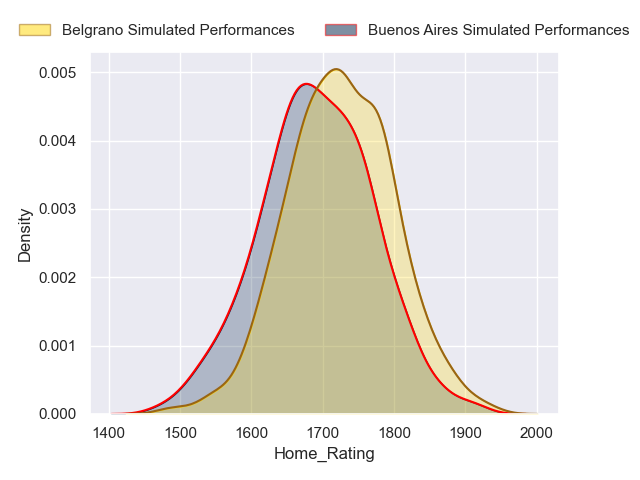 Belgrano Simulated Performances
Buenos Aires Simulated Performances
0.005
0.004
0.003
0.002
0.001
0.000
Density
1400 1500 1600 1700 1800 1900 2000
Home_Rating